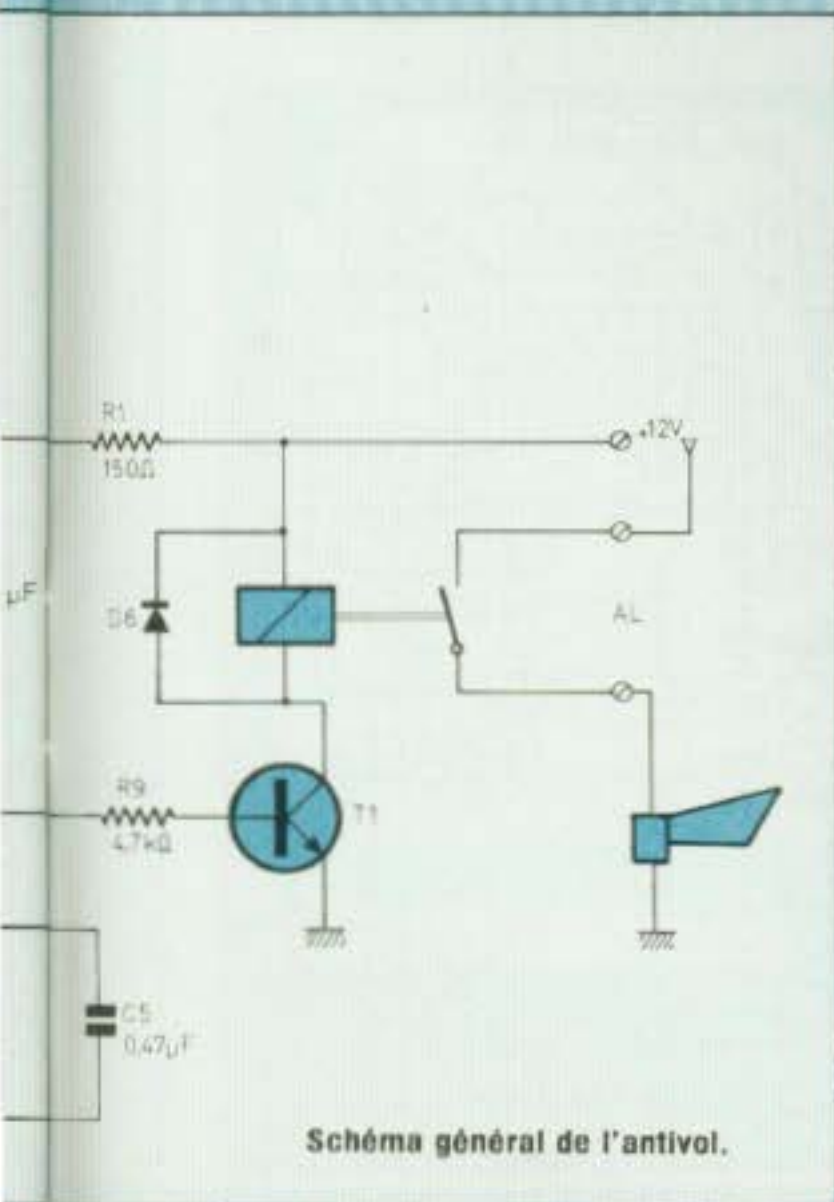 R1
150Ω
+12V
µF
D6
AL
R9
4,7kΩ
T1
C5
0,47µF
Schéma général de l'antivol.